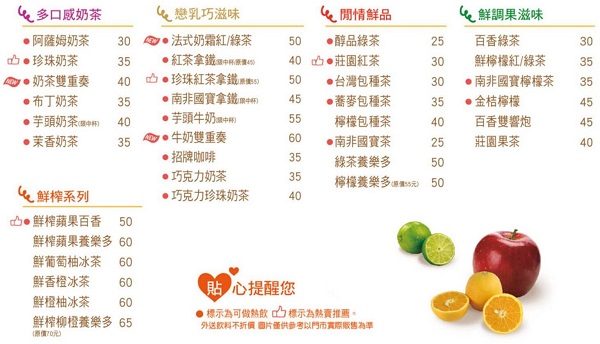 多口感奶茶
阿薩姆奶茶 30
珍珠奶茶 35
NEW 奶茶雙重奏 40
布丁奶茶 35
芋頭奶茶(限中杯) 40
茉香奶茶 35
鮮榨系列
鮮榨蘋果百香 50
鮮榨蘋果養樂多 60
鮮葡萄柚冰茶 60
鮮香橙冰茶 60
鮮橙柚冰茶 60
鮮榨柳橙養樂多 65
(原價70元)
戀乳巧滋味
NEW 法式奶霜紅/綠茶 50
紅茶拿鐵(限中杯/原價45) 40
珍珠紅茶拿鐵(原價55) 50
南非國寶拿鐵(限中杯) 45
芋頭牛奶(限中杯) 55
NEW 牛奶雙重奏 60
招牌咖啡 35
巧克力奶茶 35
巧克力珍珠奶茶 40
閒情鮮品
醇品綠茶 25
莊園紅茶 30
台灣包種茶 30
蕎麥包種茶 35
檸檬包種茶 40
南非國寶茶 25
綠茶養樂多 50
檸檬養樂多(原價55元) 50
鮮調果滋味
百香綠茶 30
鮮檸檬紅/綠茶 35
南非國寶檸檬茶 35
金桔檸檬 45
百香雙響炮 45
莊園果茶 40
貼心提醒您
標示為可做熱飲 標示為熱賣推薦。
外送飲料不折價 圖片僅供參考以門市實際販售為準